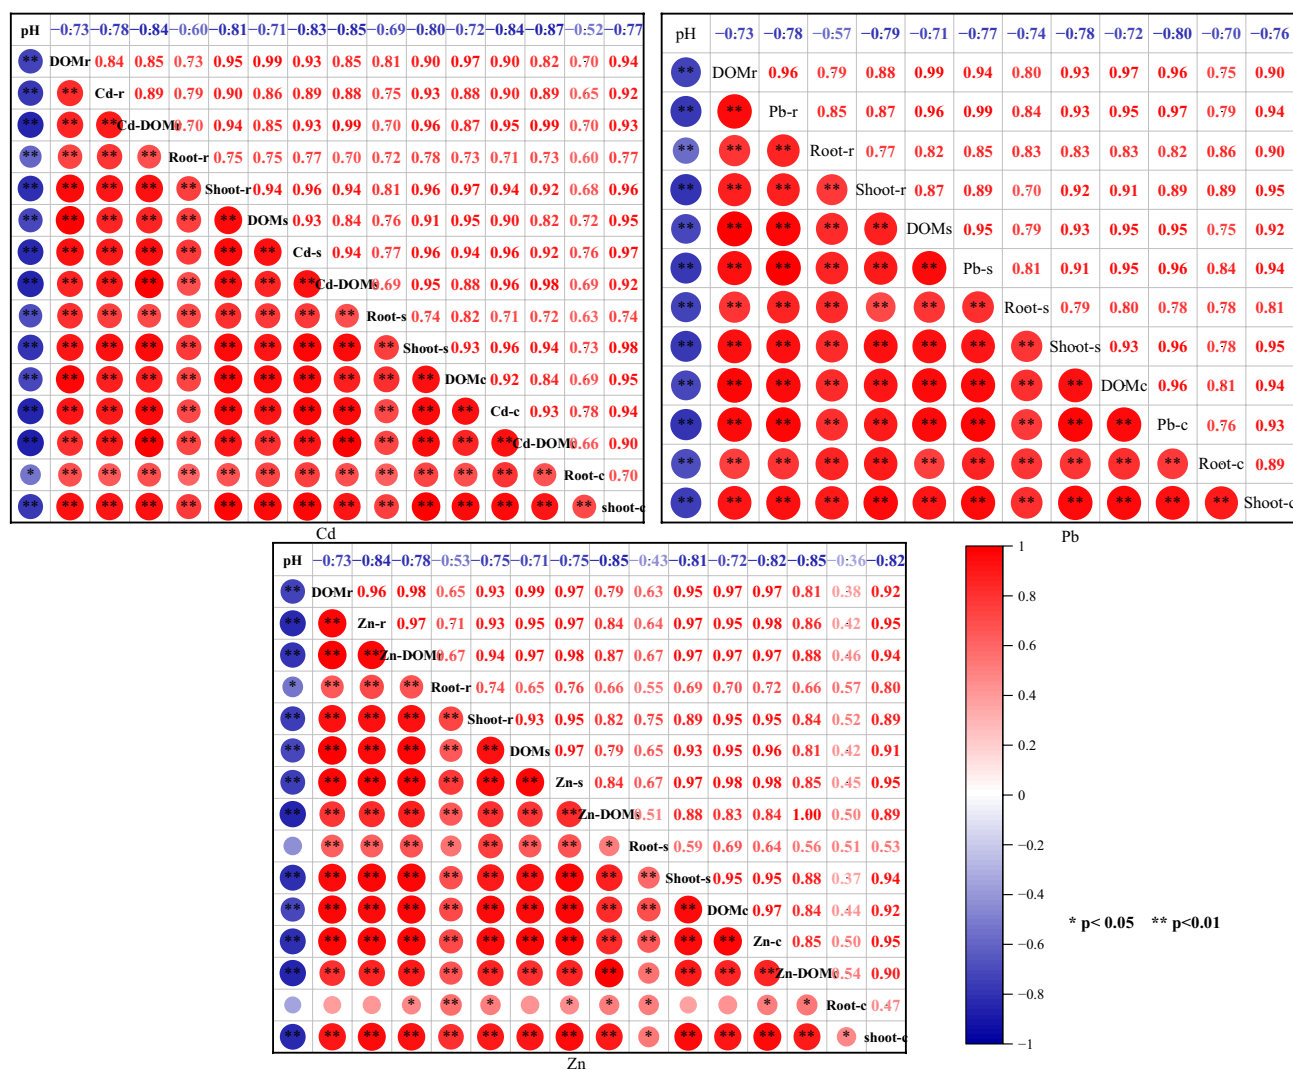 pH −0.73 −0.78 −0.84 −0.60 −0.81 −0.71 −0.83 −0.85 −0.69 −0.80 −0.72 −0.84 −0.87 −0.52 −0.77
** DOMr 0.84 0.85 0.73 0.95 0.99 0.93 0.85 0.81 0.90 0.97 0.90 0.82 0.70 0.94
** ** Cd-r 0.89 0.79 0.90 0.86 0.89 0.88 0.75 0.93 0.88 0.90 0.89 0.65 0.92
** ** ** Cd-DOMr 0.70 0.94 0.85 0.93 0.99 0.70 0.96 0.87 0.95 0.99 0.70 0.93
** ** ** ** Root-r 0.75 0.75 0.77 0.70 0.72 0.78 0.73 0.71 0.73 0.60 0.77
** ** ** ** ** Shoot-r 0.94 0.96 0.94 0.81 0.96 0.97 0.94 0.92 0.68 0.96
** ** ** ** ** ** DOMs 0.93 0.84 0.76 0.91 0.95 0.90 0.82 0.72 0.95
** ** ** ** ** ** ** Cd-s 0.94 0.77 0.96 0.94 0.96 0.92 0.76 0.97
** ** ** ** ** ** ** ** Cd-DOMs 0.69 0.95 0.88 0.96 0.98 0.69 0.92
** ** ** ** ** ** ** ** ** Root-s 0.74 0.82 0.71 0.72 0.63 0.74
** ** ** ** ** ** ** ** ** ** Shoot-s 0.93 0.96 0.94 0.73 0.98
** ** ** ** ** ** ** ** ** ** ** DOMc 0.92 0.84 0.69 0.95
** ** ** ** ** ** ** ** ** ** ** ** Cd-c 0.93 0.78 0.94
** ** ** ** ** ** ** ** ** ** ** ** ** Cd-DOMc 0.66 0.90
* ** ** ** ** ** ** ** ** ** ** ** ** ** Root-c 0.70
** ** ** ** ** ** ** ** ** ** ** ** ** ** ** shoot-c
Cd
pH −0.73 −0.78 −0.57 −0.79 −0.71 −0.77 −0.74 −0.78 −0.72 −0.80 −0.70 −0.76
** DOMr 0.96 0.79 0.88 0.99 0.94 0.80 0.93 0.97 0.96 0.75 0.90
** ** Pb-r 0.85 0.87 0.96 0.99 0.84 0.93 0.95 0.97 0.79 0.94
** ** ** Root-r 0.77 0.82 0.85 0.83 0.83 0.83 0.82 0.86 0.90
** ** ** ** Shoot-r 0.87 0.89 0.70 0.92 0.91 0.89 0.89 0.95
** ** ** ** ** DOMs 0.95 0.79 0.93 0.95 0.95 0.75 0.92
** ** ** ** ** ** Pb-s 0.81 0.91 0.95 0.96 0.84 0.94
** ** ** ** ** ** ** Root-s 0.79 0.80 0.78 0.78 0.81
** ** ** ** ** ** ** ** Shoot-s 0.93 0.96 0.78 0.95
** ** ** ** ** ** ** ** ** DOMc 0.96 0.81 0.94
** ** ** ** ** ** ** ** ** ** Pb-c 0.76 0.93
** ** ** ** ** ** ** ** ** ** ** Root-c 0.89
** ** ** ** ** ** ** ** ** ** ** ** Shoot-c
Pb
pH −0.73 −0.84 −0.78 −0.53 −0.75 −0.71 −0.75 −0.85 −0.43 −0.81 −0.72 −0.82 −0.85 −0.36 −0.82
** DOMr 0.96 0.98 0.65 0.93 0.99 0.97 0.79 0.63 0.95 0.97 0.97 0.81 0.38 0.92
** ** Zn-r 0.97 0.71 0.93 0.95 0.97 0.84 0.64 0.97 0.95 0.98 0.86 0.42 0.95
** ** ** Zn-DOMr 0.67 0.94 0.97 0.98 0.87 0.67 0.97 0.97 0.97 0.88 0.46 0.94
* ** ** ** Root-r 0.74 0.65 0.76 0.66 0.55 0.69 0.70 0.72 0.66 0.57 0.80
** ** ** ** ** Shoot-r 0.93 0.95 0.82 0.75 0.89 0.95 0.95 0.84 0.52 0.89
** ** ** ** ** ** DOMs 0.97 0.79 0.65 0.93 0.95 0.96 0.81 0.42 0.91
** ** ** ** ** ** ** Zn-s 0.84 0.67 0.97 0.98 0.98 0.85 0.45 0.95
** ** ** ** ** ** ** ** Zn-DOMs 0.51 0.88 0.83 0.84 1.00 0.50 0.89
** ** ** * ** ** ** * Root-s 0.59 0.69 0.64 0.56 0.51 0.53
** ** ** ** ** ** ** ** ** ** Shoot-s 0.95 0.95 0.88 0.37 0.94
** ** ** ** ** ** ** ** ** ** ** DOMc 0.97 0.84 0.44 0.92
** ** ** ** ** ** ** ** ** ** ** ** Zn-c 0.85 0.50 0.95
** ** ** ** ** ** ** ** ** * ** ** ** Zn-DOMc 0.54 0.90
* ** * * * * * * Root-c 0.47
** ** ** ** ** ** ** ** ** * ** ** ** ** * shoot-c
Zn
1
0.8
0.6
0.4
0.2
0
−0.2
−0.4
−0.6
−0.8
−1
* p< 0.05 ** p<0.01